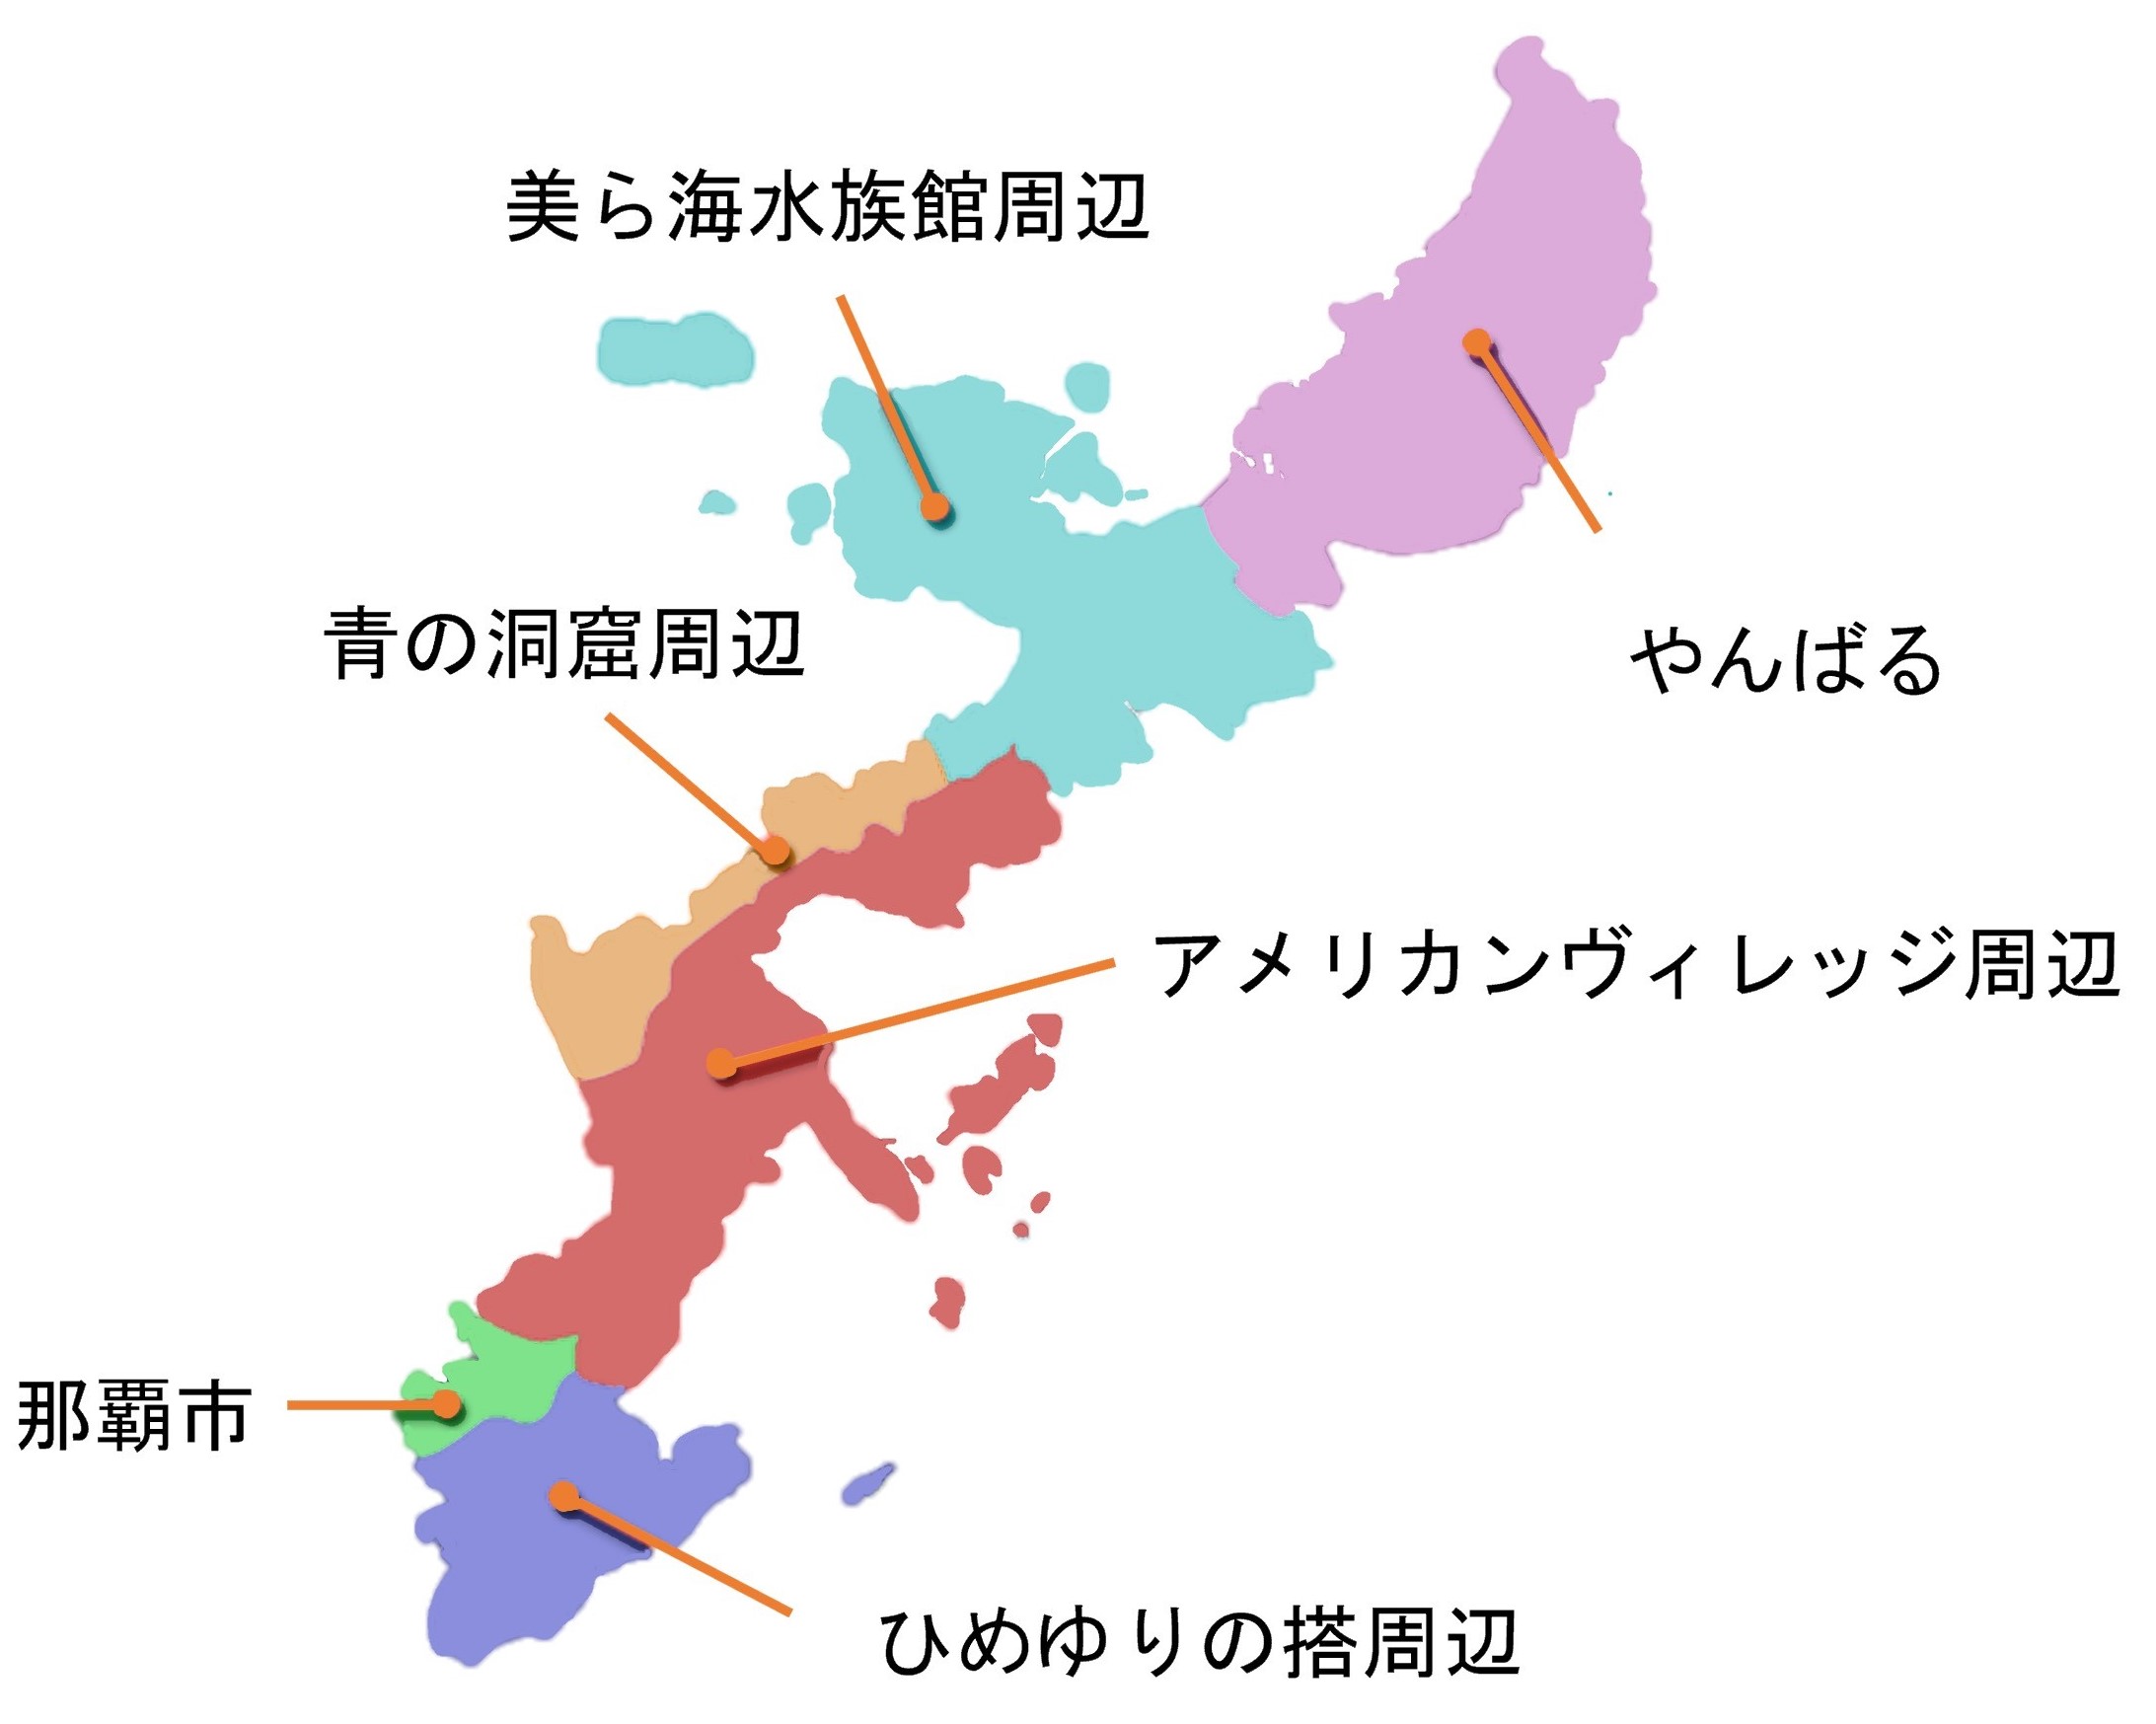 美ら海水族館周辺
青の洞窟周辺
やんばる
アメリカンヴィレッジ周辺
那覇市
ひめゆりの搭周辺